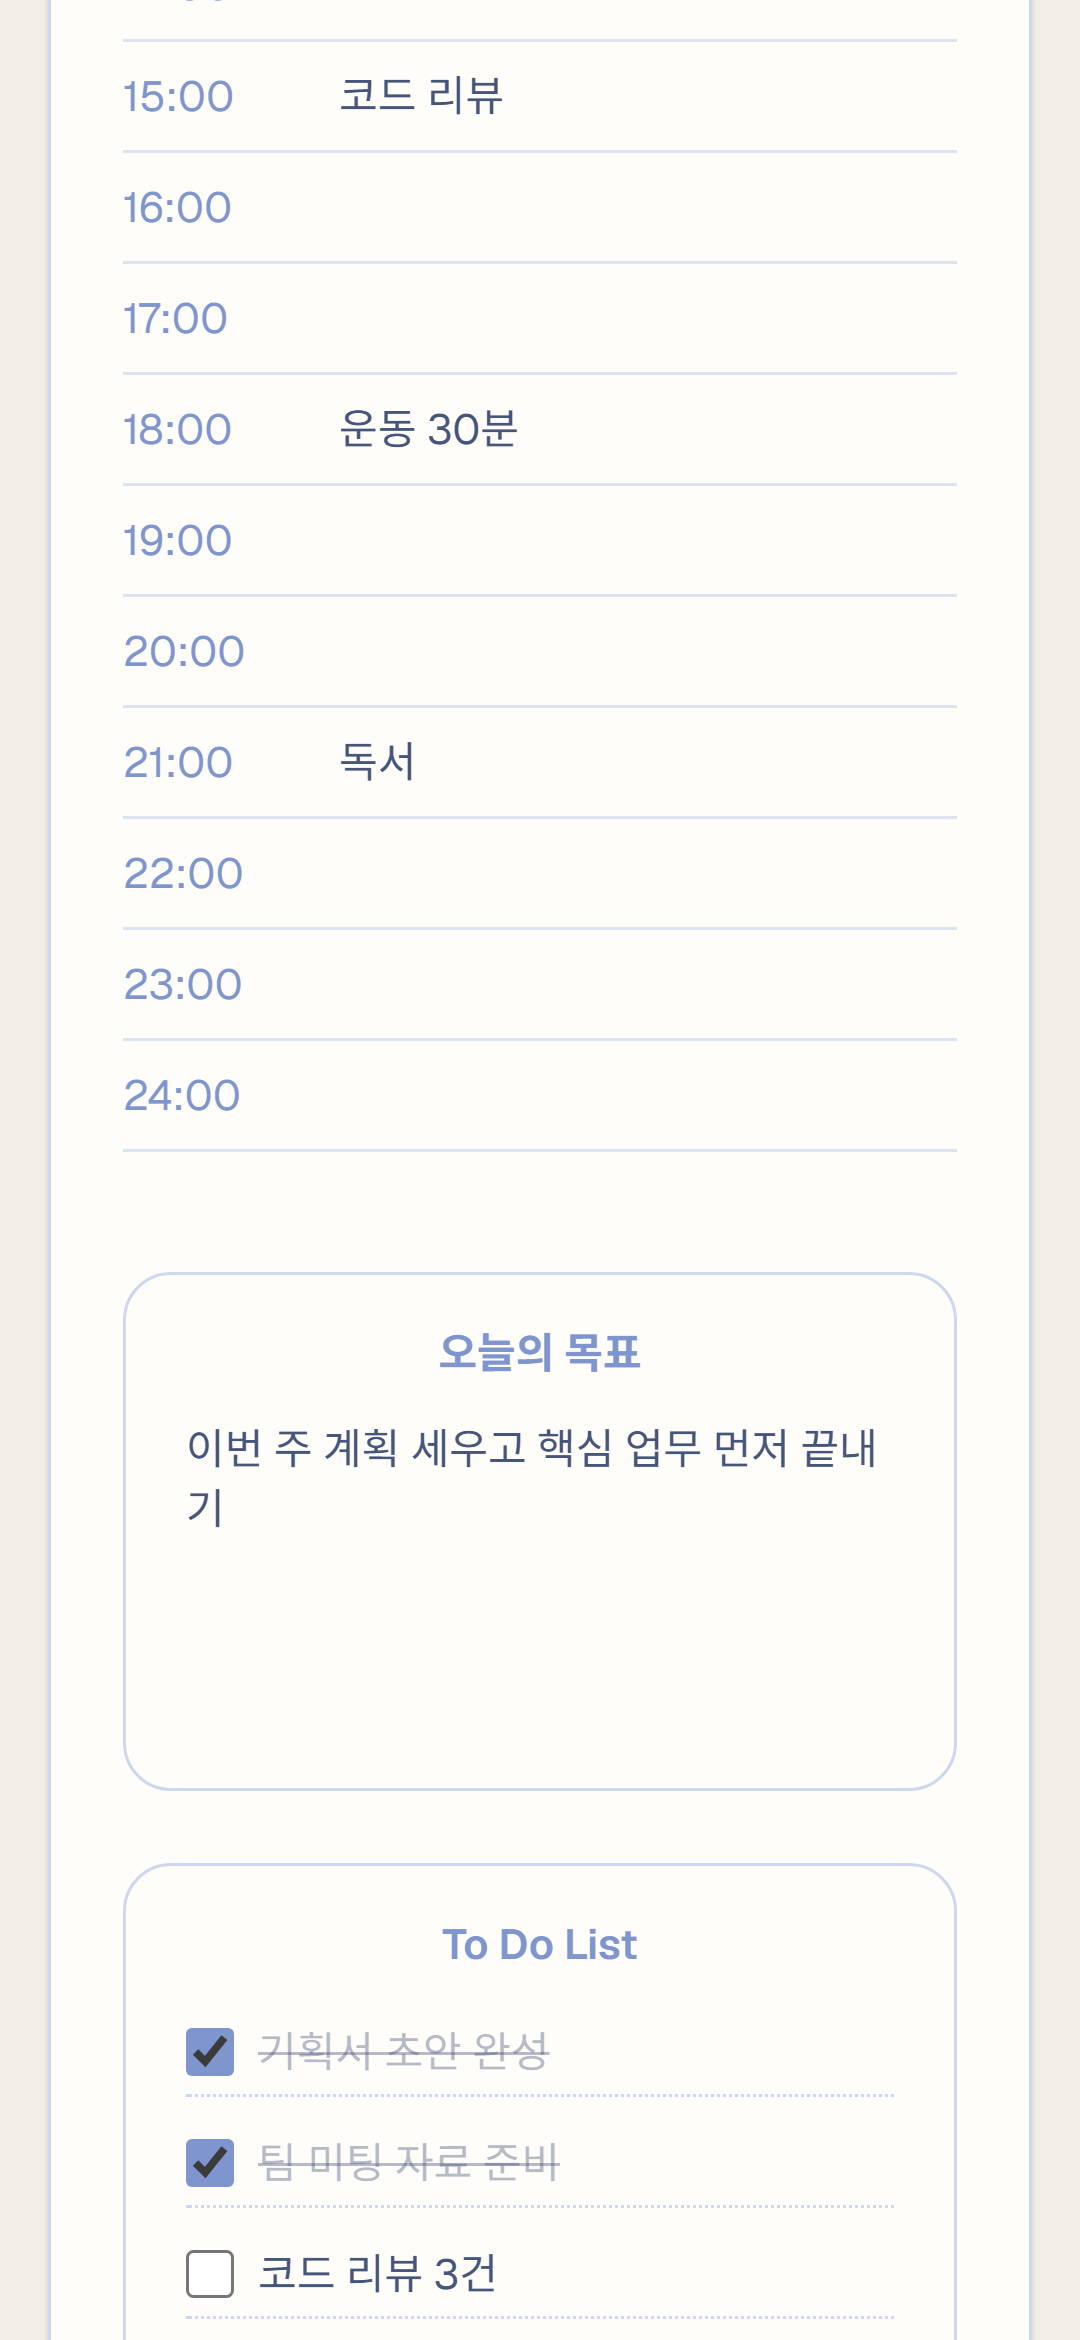 15:00 코드 리뷰
16:00
17:00
18:00 운동 30분
19:00
20:00
21:00 독서
22:00
23:00
24:00
오늘의 목표
이번 주 계획 세우고 핵심 업무 먼저 끝내
기
To Do List
기획서 초안 완성
팀 미팅 자료 준비
코드 리뷰 3건